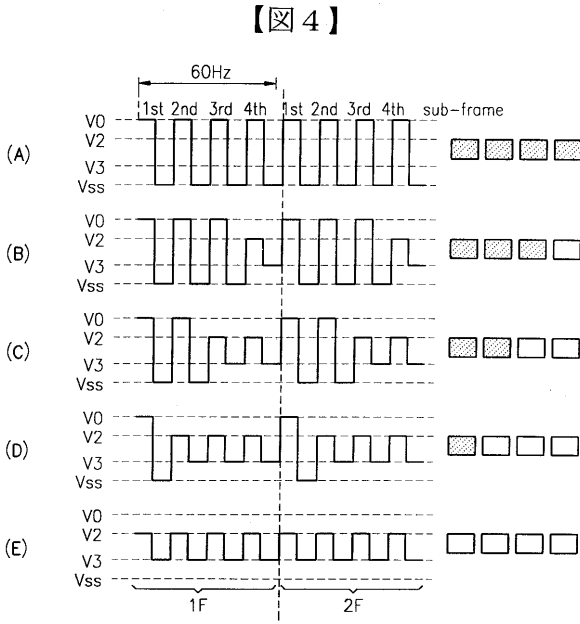 【図４】
60Hz
1st 2nd 3rd 4th 1st 2nd 3rd 4th sub-frame
(A)
V0
V2
V3
Vss
(B)
V0
V2
V3
Vss
(C)
V0
V2
V3
Vss
(D)
V0
V2
V3
Vss
(E)
V0
V2
V3
Vss
1F 2F